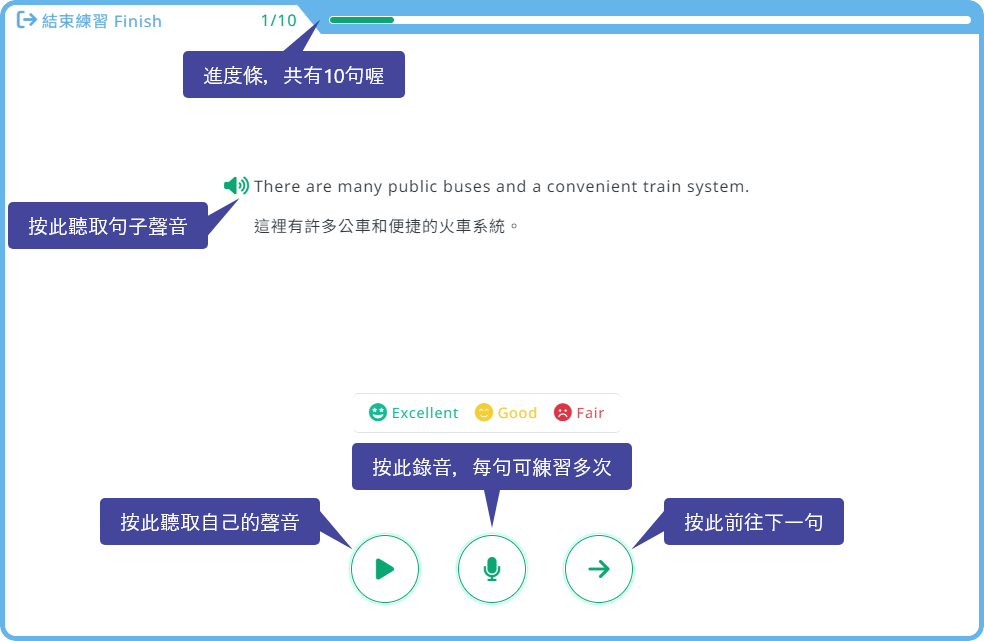 結束練習 Finish
1/10
進度條，共有10句喔
There are many public buses and a convenient train system.
按此聽取句子聲音
這裡有許多公車和便捷的火車系統。
Excellent Good Fair
按此錄音，每句可練習多次
按此聽取自己的聲音
按此前往下一句